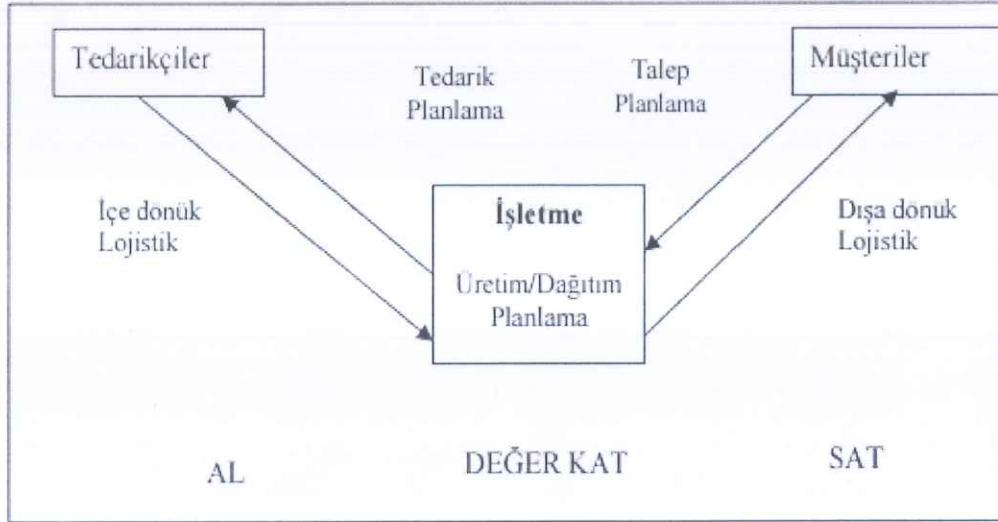 Tedarikçiler
Tedarik
Planlama
Talep
Planlama
Müşteriler
İçe dönük
Lojistik
İşletme
Üretim/Dağıtım
Planlama
Dışa dönük
Lojistik
AL
DEĞER KAT
SAT